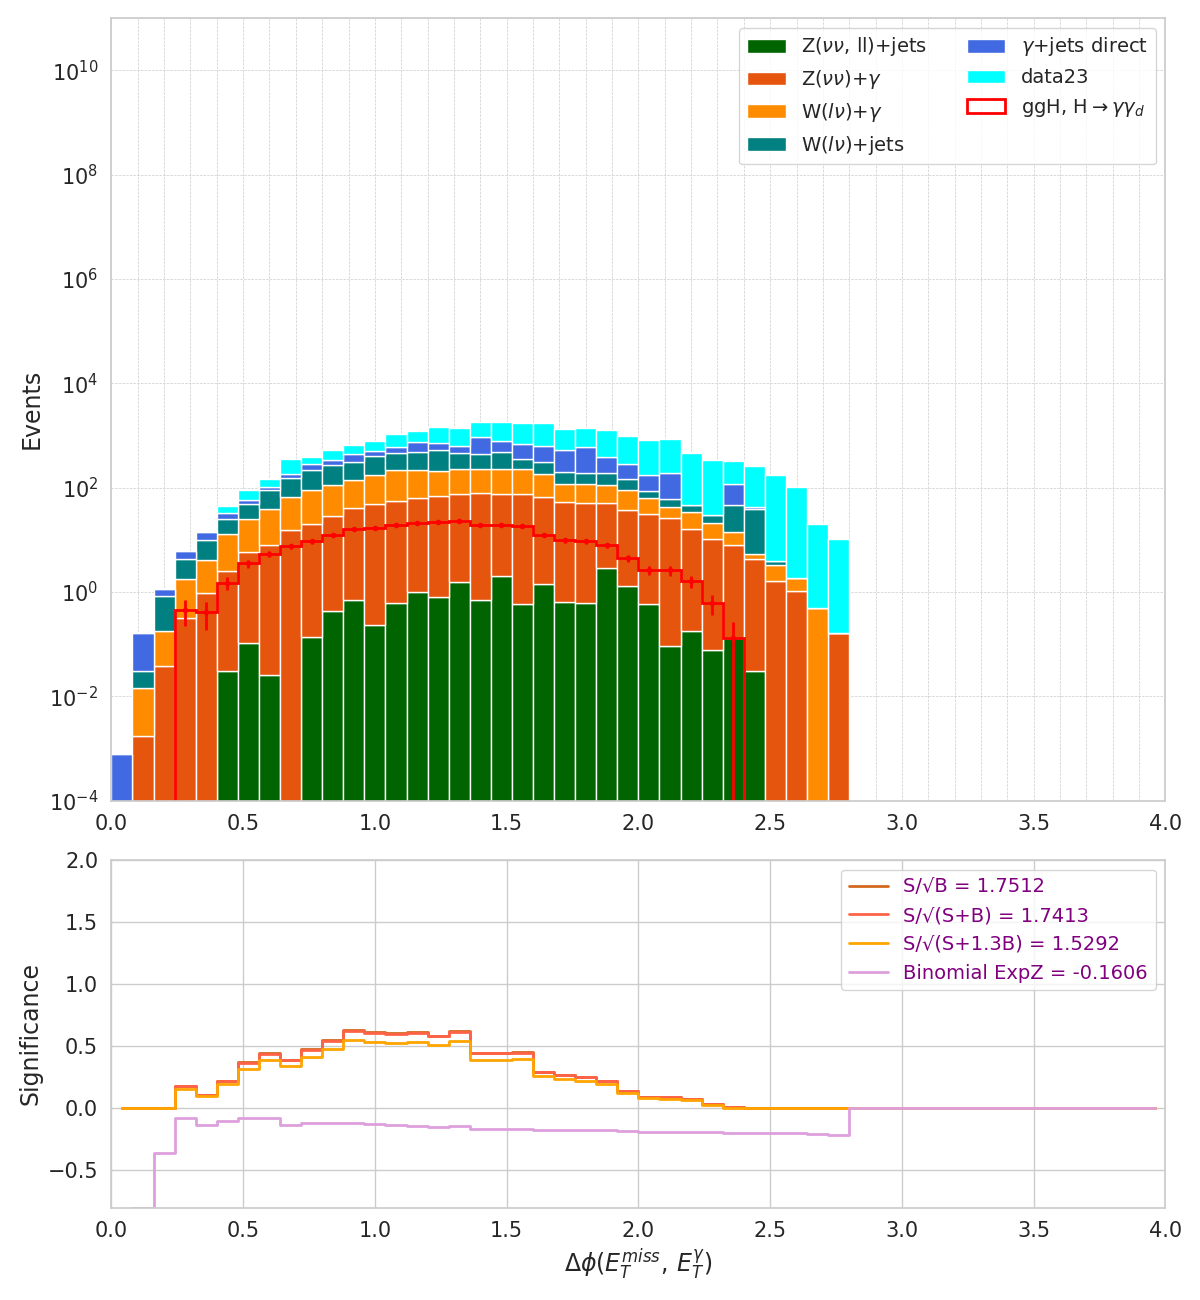 Z(νν, ll)+jets
Z(νν)+γ
W(lν)+γ
W(lν)+jets
γ+jets direct
data23
ggH, H→γγ_d
Events
10^10
10^8
10^6
10^4
10^2
10^0
10^−2
10^−4
0.0 0.5 1.0 1.5 2.0 2.5 3.0 3.5 4.0
S/√B = 1.7512
S/√(S+B) = 1.7413
S/√(S+1.3B) = 1.5292
Binomial ExpZ = -0.1606
Significance
2.0
1.5
1.0
0.5
0.0
−0.5
0.0 0.5 1.0 1.5 2.0 2.5 3.0 3.5 4.0
Δϕ(E_T^miss, E_T^γ)